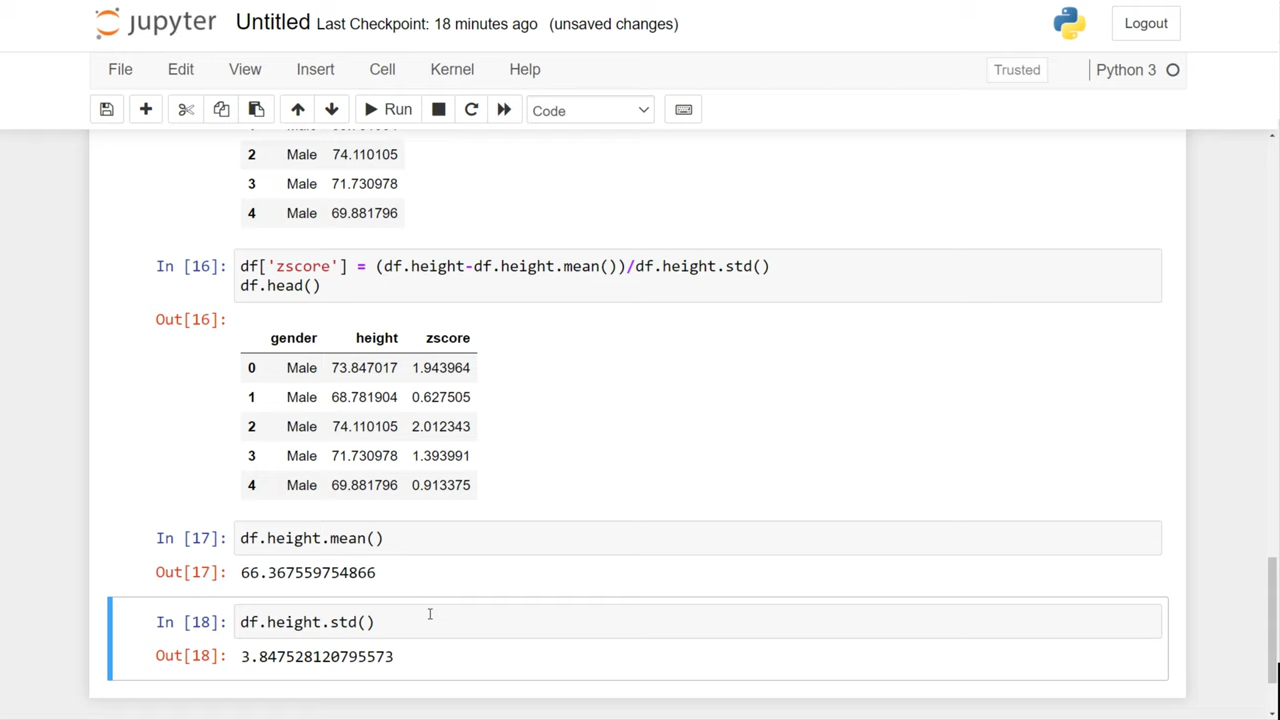 jupyter Untitled Last Checkpoint: 18 minutes ago (unsaved changes) Logout
File Edit View Insert Cell Kernel Help Trusted Python 3
Run Code
2 Male 74.110105
3 Male 71.730978
4 Male 69.881796
In [16]: df['zscore'] = (df.height-df.height.mean())/df.height.std()
df.head()
Out[16]:
gender height zscore
0 Male 73.847017 1.943964
1 Male 68.781904 0.627505
2 Male 74.110105 2.012343
3 Male 71.730978 1.393991
4 Male 69.881796 0.913375
In [17]: df.height.mean()
Out[17]: 66.367559754866
In [18]: df.height.std()
Out[18]: 3.847528120795573